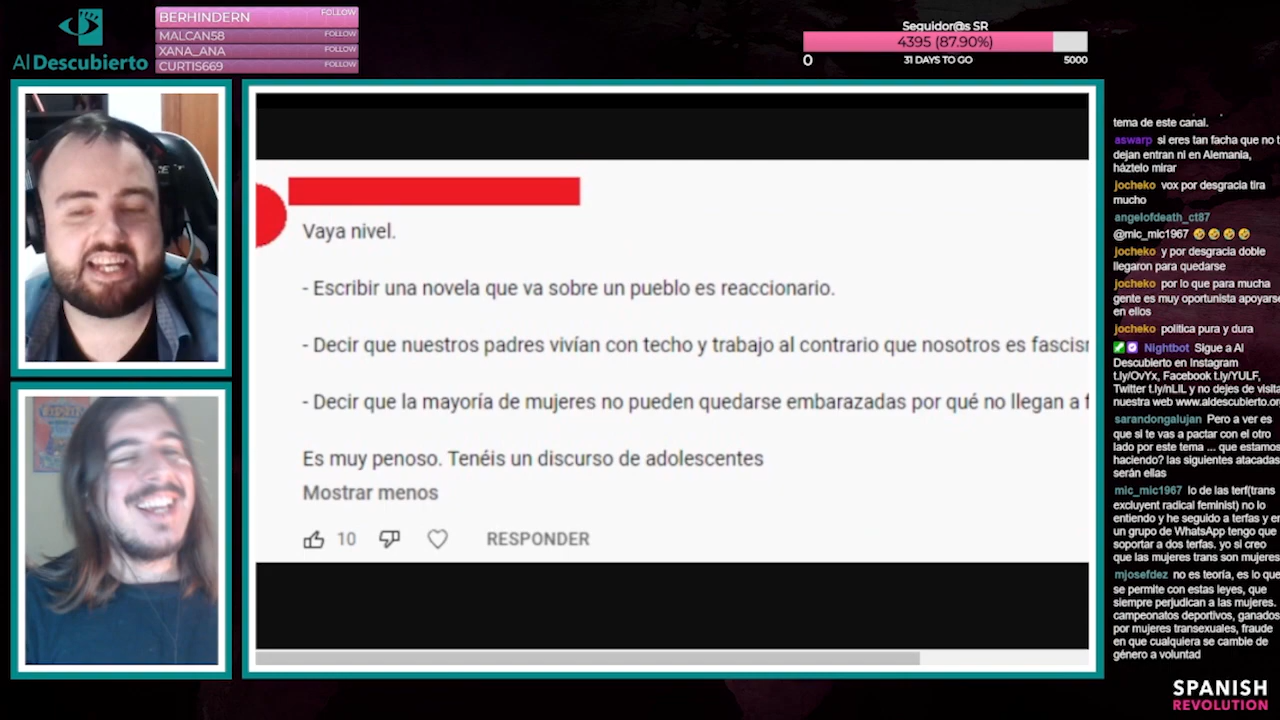 Al Descubierto
BERHINDERN FOLLOW
MALCAN58 FOLLOW
XANA_ANA FOLLOW
CURTIS669 FOLLOW
Seguidor@s SR
4395 (87.90%)
0 31 DAYS TO GO 5000
Vaya nivel.
- Escribir una novela que va sobre un pueblo es reaccionario.
- Decir que nuestros padres vivían con techo y trabajo al contrario que nosotros es fascisr
- Decir que la mayoría de mujeres no pueden quedarse embarazadas por qué no llegan a f
Es muy penoso. Tenéis un discurso de adolescentes
Mostrar menos
10 RESPONDER
tema de este canal.
aswarp si eres tan facha que no t
dejan entran ni en Alemania,
háztelo mirar
jocheko vox por desgracia tira
mucho
angelofdeath_ct87
@mic_mic1967 🤣🤣🤣🤣
jocheko y por desgracia doble
llegaron para quedarse
jocheko por lo que para mucha
gente es muy oportunista apoyarse
en ellos
jocheko politica pura y dura
Nightbot Sigue a Al
Descubierto en Instagram
t.ly/OvYx, Facebook t.ly/YULF,
Twitter t.ly/nLlL y no dejes de visita
nuestra web www.aldescubierto.or
sarandongalujan Pero a ver es
que si te vas a pactar con el otro
lado por este tema ... que estamos
haciendo? las siguientes atacadas
serán ellas
mic_mic1967 lo de las terf(trans
excluyent radical feminist) no lo
entiendo y he seguido a terfas y en
un grupo de WhatsApp tengo que
soportar a dos terfas. yo si creo
que las mujeres trans son mujeres
mjosefdez no es teoría, es lo que
se permite con estas leyes, que
siempre perjudican a las mujeres.
campeonatos deportivos, ganados
por mujeres transexuales, fraude
en que cualquiera se cambie de
género a voluntad
SPANISH
REVOLUTION